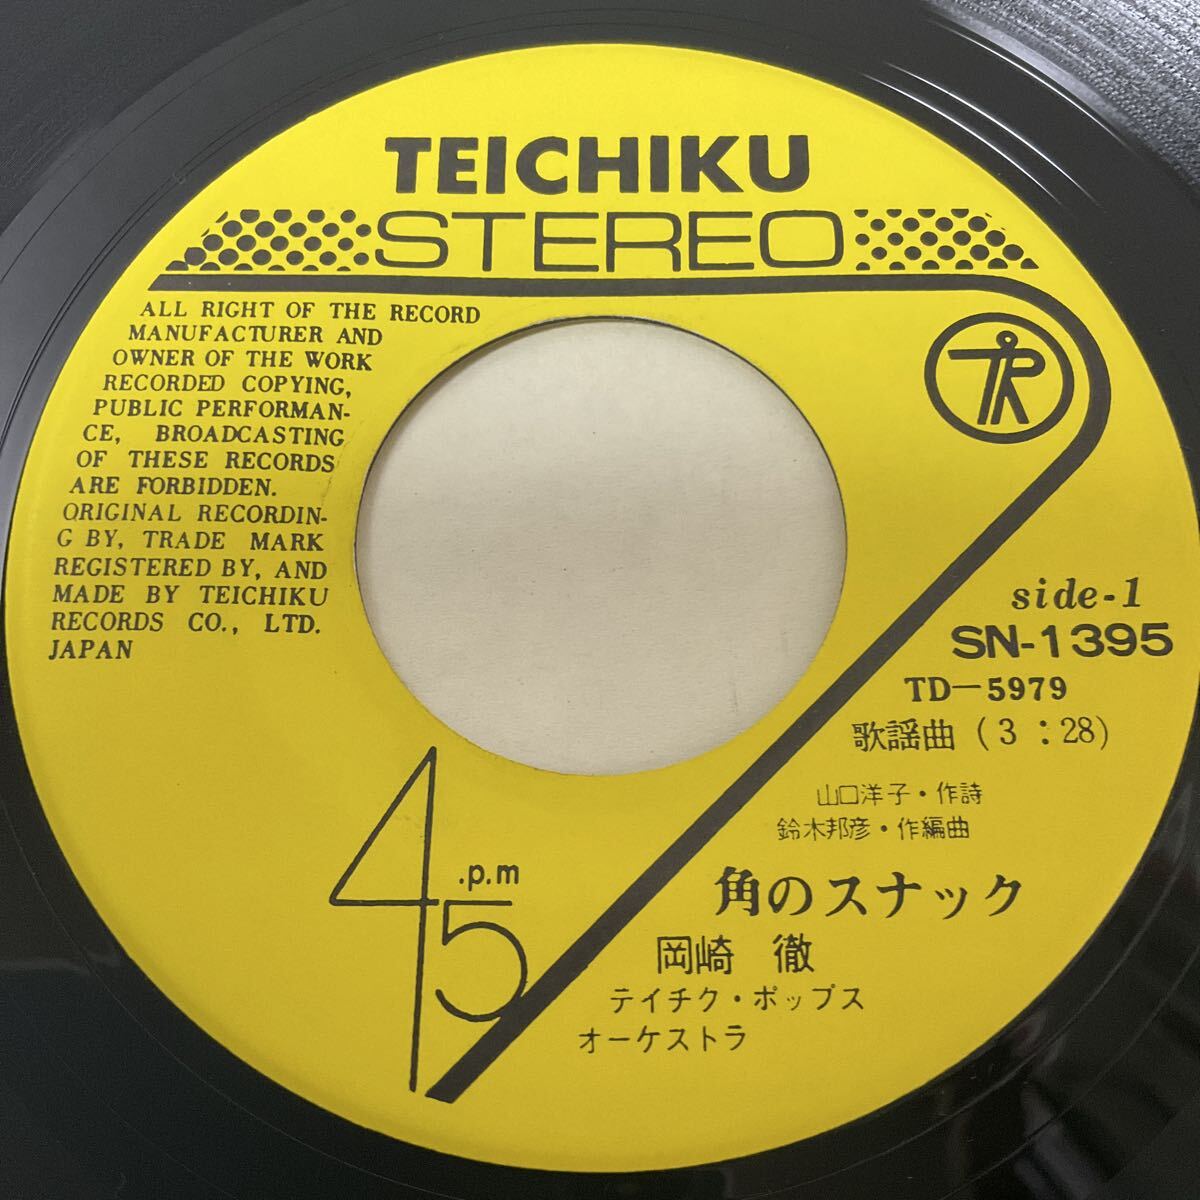 TEICHIKU
STEREO
ALL RIGHT OF THE RECORD
MANUFACTURER AND
OWNER OF THE WORK
RECORDED COPYING,
PUBLIC PERFORMAN-
CE, BROADCASTING
OF THESE RECORDS
ARE FORBIDDEN.
ORIGINAL RECORDIN-
G BY, TRADE MARK
REGISTERED BY, AND
MADE BY TEICHIKU
RECORDS CO., LTD.
JAPAN
TR
side-1
SN-1395
TD-5979
歌謡曲 (3:28)
山口洋子・作詩
鈴木邦彦・作編曲
角のスナック
岡崎 徹
テイチク・ポップス
オーケストラ
45 .p.m